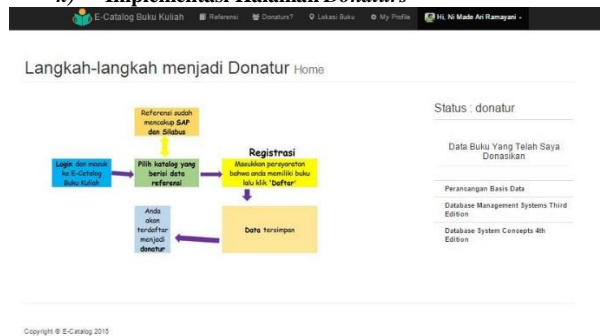 Implementasi Halaman Donaturs
E-Catalog Buku Kuliah Referensi Donaturs? Lokasi Buku My Profile Hi, Ni Made Ari Ramayani
Langkah-langkah menjadi Donatur Home
Referensi sudah
mencakup SAP
dan Silabus
Login dan masuk
ke E-Catalog
Buku Kuliah
Pilih katalog yang
berisi data
referensi
Registrasi
Masukkan persyaratan
bahwa anda memiliki buku
lalu klik 'Daftar'
Anda
akan
terdaftar
menjadi
donatur
Data tersimpan
Status : donatur
Data Buku Yang Telah Saya
Donasikan
Perancangan Basis Data
Database Management Systems Third
Edition
Database System Concepts 4th
Edition
Copyright © E-Catalog 2015